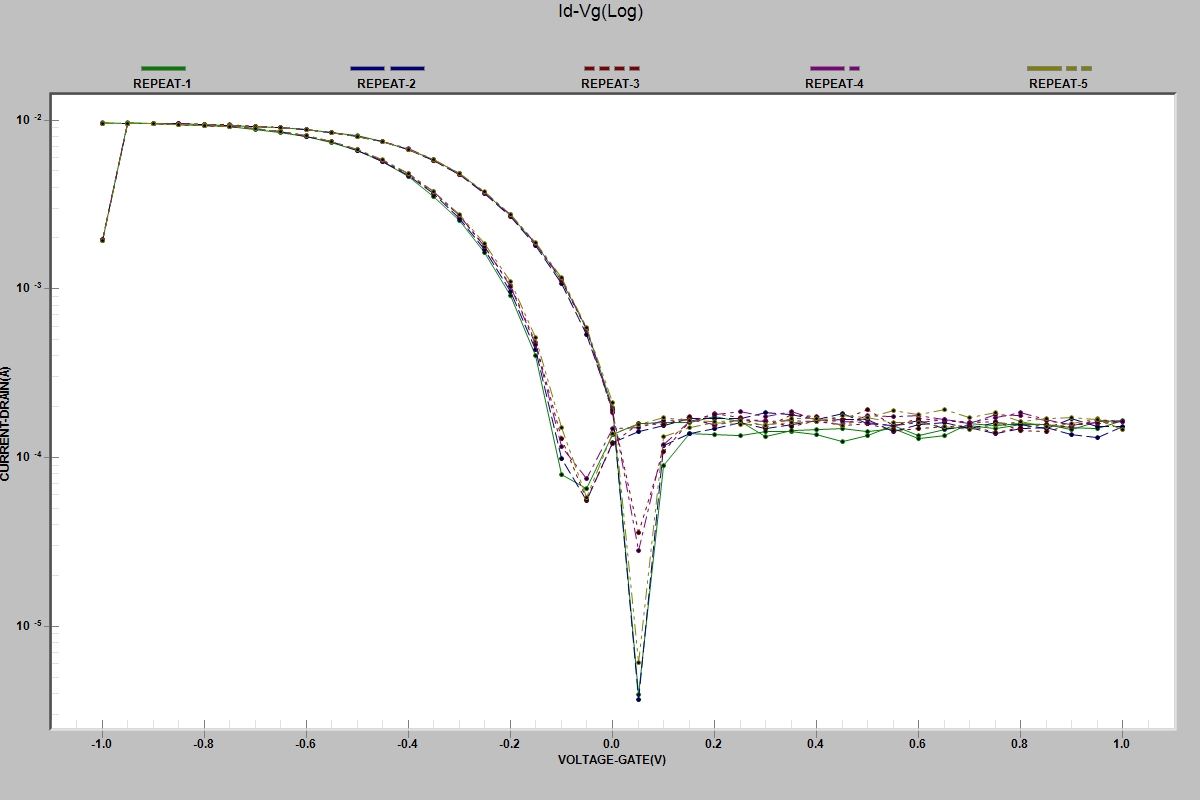 Id-Vg(Log)
REPEAT-1 REPEAT-2 REPEAT-3 REPEAT-4 REPEAT-5
10 -2
10 -3
10 -4
10 -5
CURRENT-DRAIN(A)
-1.0 -0.8 -0.6 -0.4 -0.2 0.0 0.2 0.4 0.6 0.8 1.0
VOLTAGE-GATE(V)